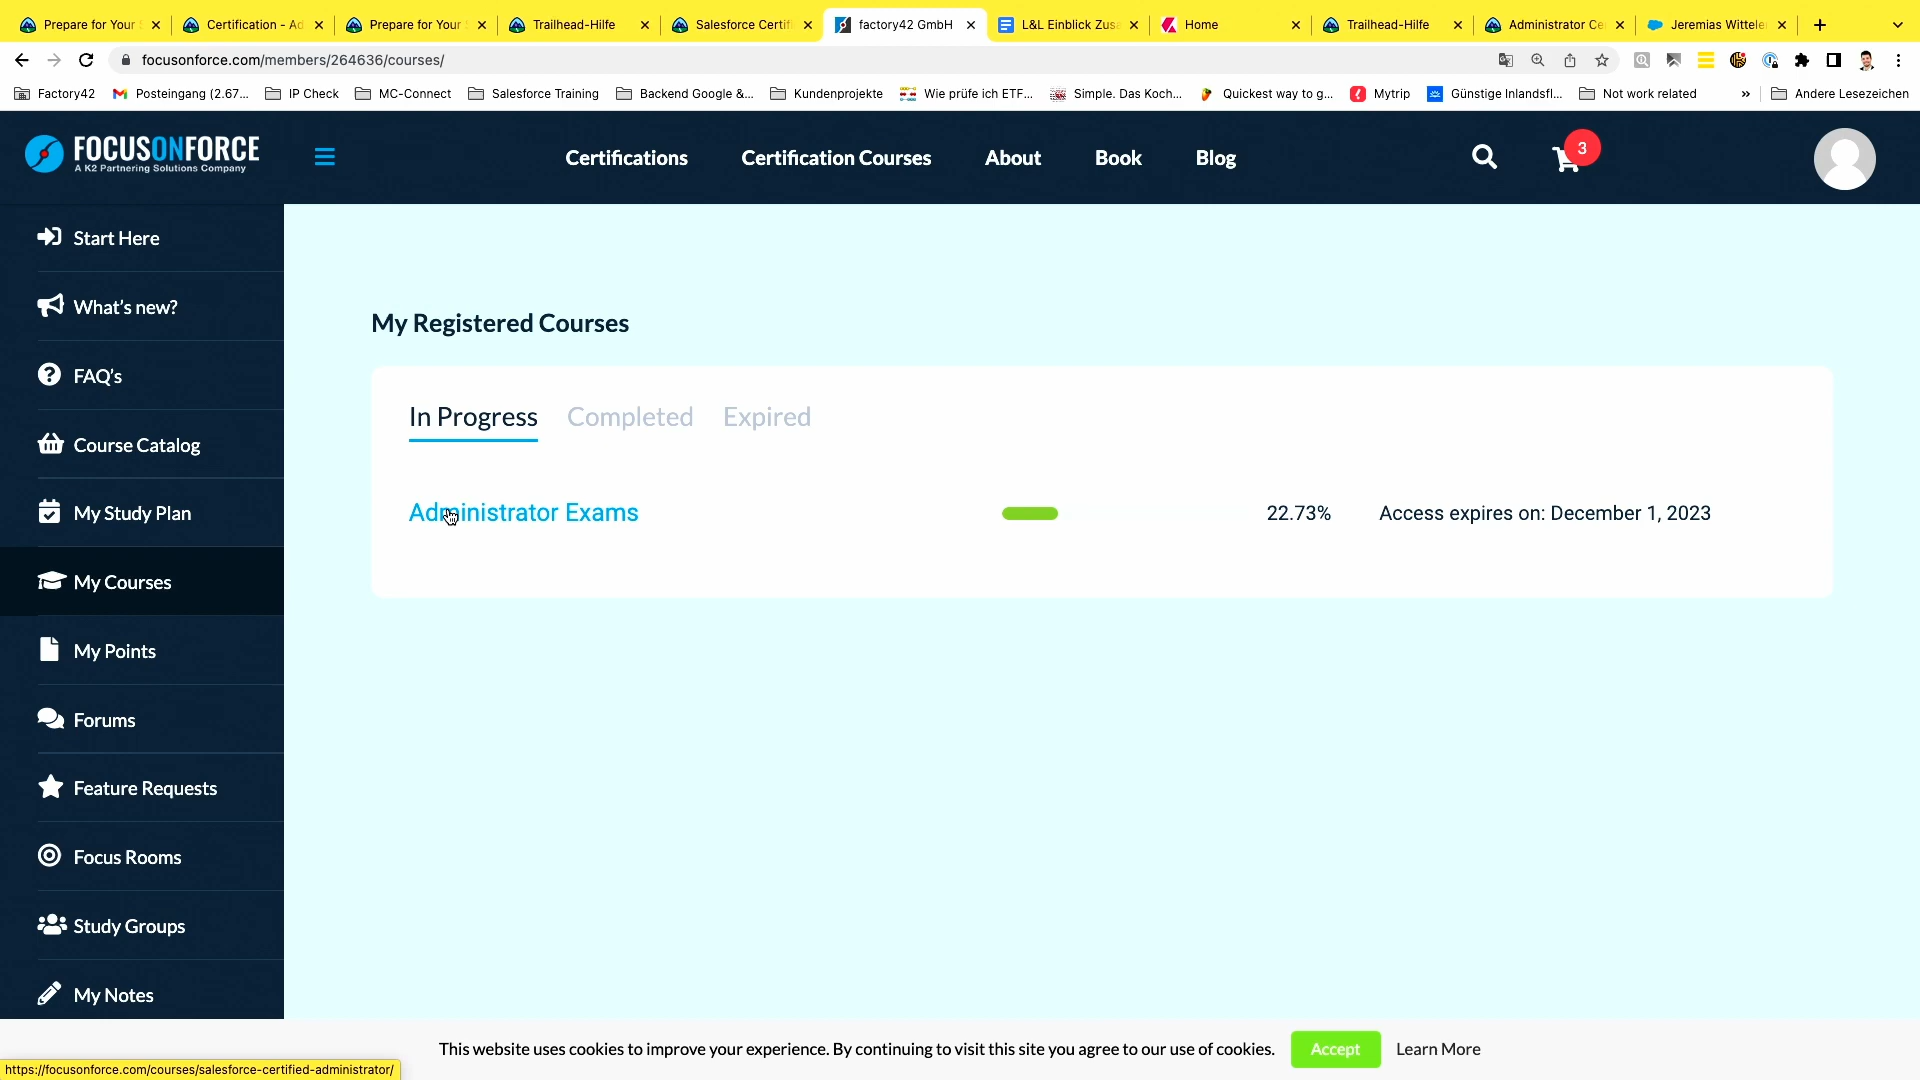 Prepare for Your
Certification - Ad
Prepare for Your
Trailhead-Hilfe
Salesforce Certifi
factory42 GmbH
L&L Einblick Zusa
Home
Trailhead-Hilfe
Administrator Ce
Jeremias Wittele
focusonforce.com/members/264636/courses/
Factory42
Posteingang (2.67...
IP Check
MC-Connect
Salesforce Training
Backend Google &...
Kundenprojekte
Wie prüfe ich ETF...
Simple. Das Koch...
Quickest way to g...
Mytrip
Günstige Inlandsfl...
Not work related
»
Andere Lesezeichen
FOCUSONFORCE
A K2 Partnering Solutions Company
Certifications
Certification Courses
About
Book
Blog
3
Start Here
What's new?
FAQ's
Course Catalog
My Study Plan
My Courses
My Points
Forums
Feature Requests
Focus Rooms
Study Groups
My Notes
My Registered Courses
In Progress
Completed
Expired
Administrator Exams
22.73%
Access expires on: December 1, 2023
This website uses cookies to improve your experience. By continuing to visit this site you agree to our use of cookies.
Accept
Learn More
https://focusonforce.com/courses/salesforce-certified-administrator/